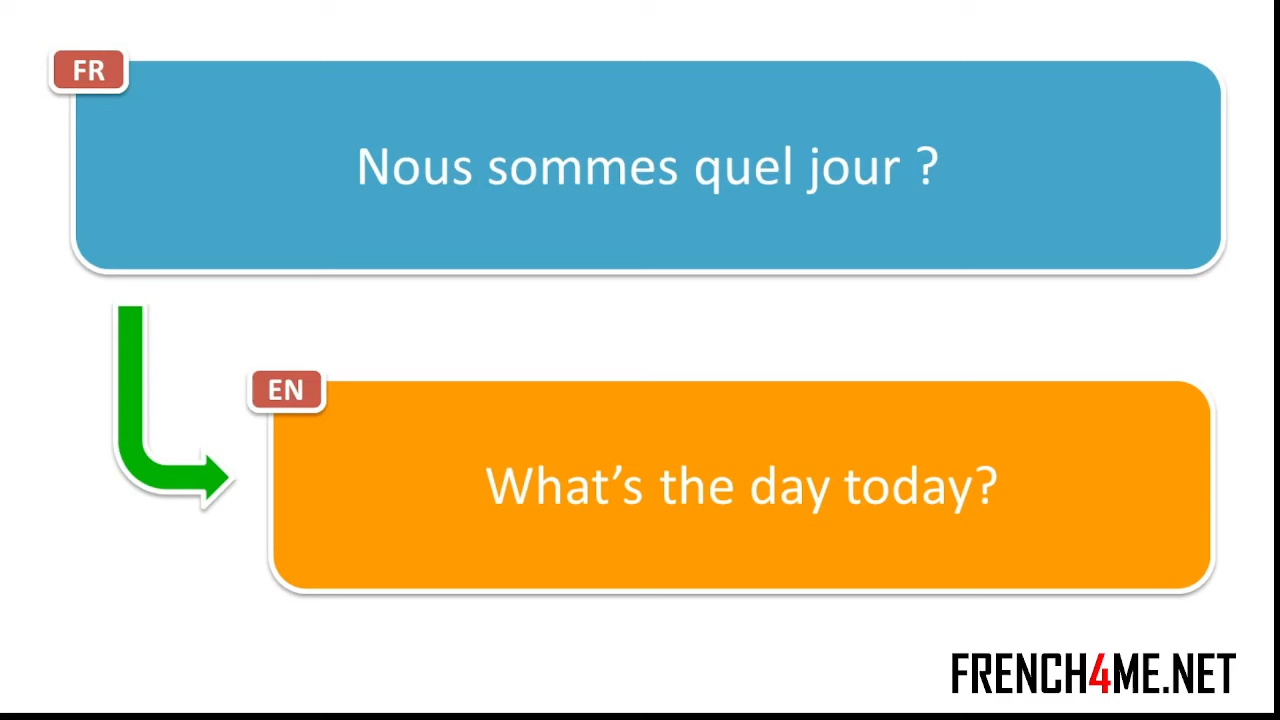 FR
Nous sommes quel jour ?
EN
What’s the day today?
FRENCH4ME.NET